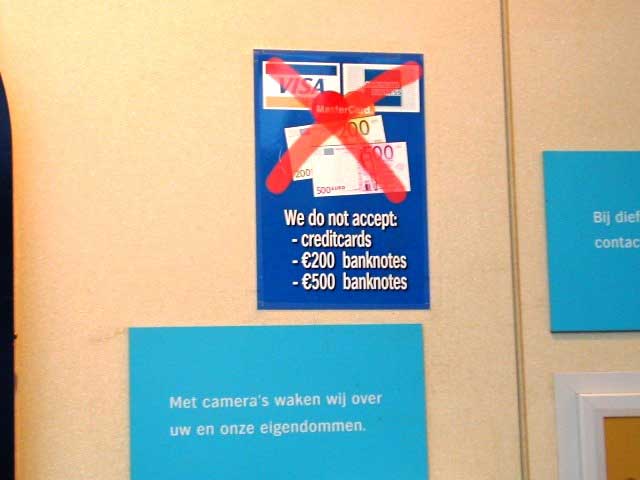 VISA
MasterCard
200
500
200
500 EURO
We do not accept:
- creditcards
- €200 banknotes
- €500 banknotes
Met camera's waken wij over
uw en onze eigendommen.
Bij dief
contac